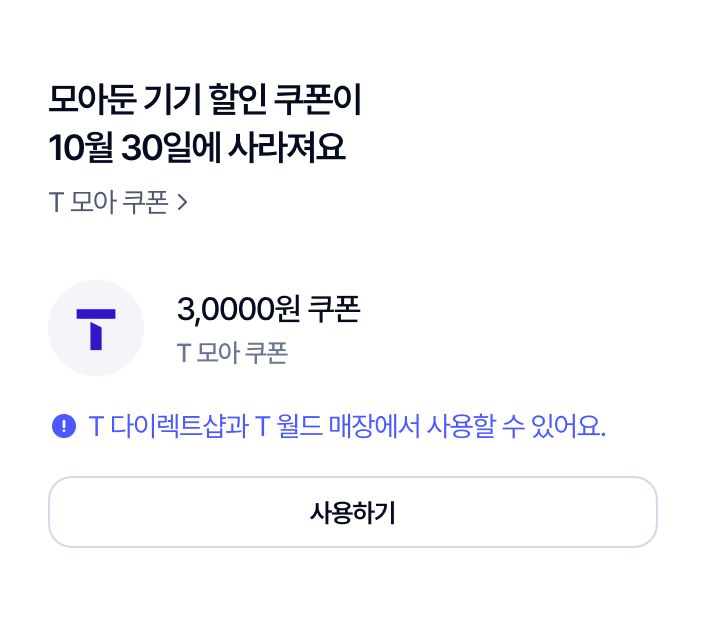 모아둔 기기 할인 쿠폰이
10월 30일에 사라져요
T 모아 쿠폰 >
T
3,0000원 쿠폰
T 모아 쿠폰
! T 다이렉트샵과 T 월드 매장에서 사용할 수 있어요.
사용하기